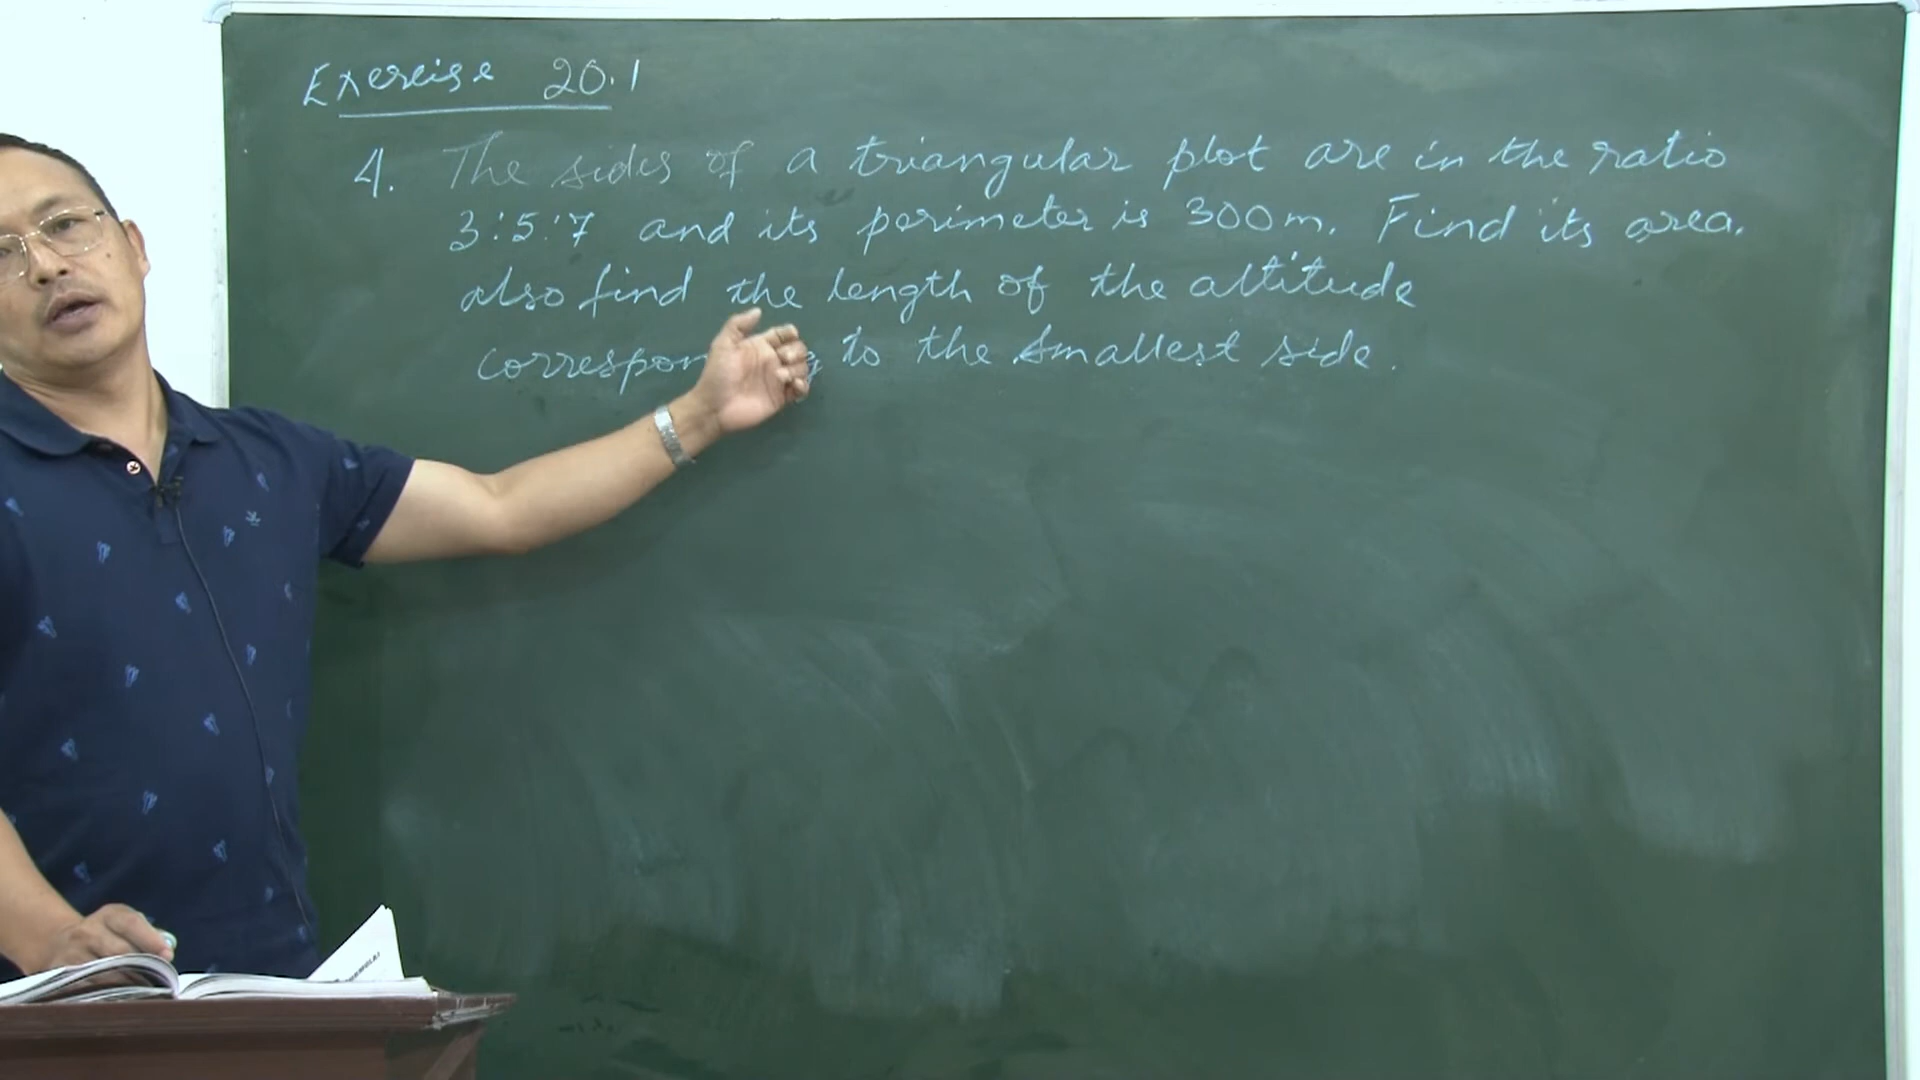 Exercise 20.1
4. The sides of a triangular plot are in the ratio
3:5:7 and its perimeter is 300m. Find its area.
also find the length of the altitude
to the smallest side.